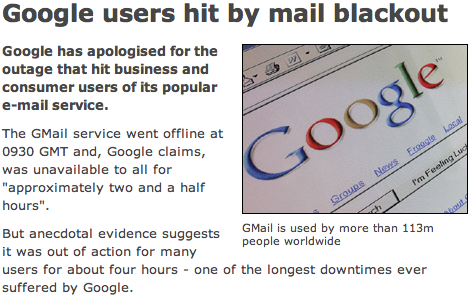 Google users hit by mail blackout
Google has apologised for the
outage that hit business and
consumer users of its popular
e-mail service.
The GMail service went offline at
0930 GMT and, Google claims,
was unavailable to all for
"approximately two and a half
hours".
But anecdotal evidence suggests
it was out of action for many
users for about four hours - one of the longest downtimes ever
suffered by Google.
Google
Groups News Froogle Local
I'm Feeling Luck
GMail is used by more than 113m
people worldwide